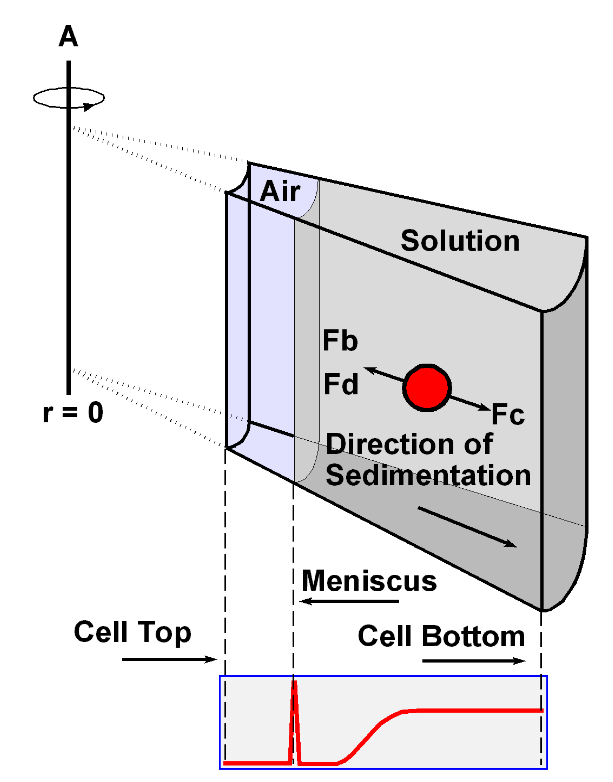 A
Air
Solution
Fb
Fd
Fc
r = 0
Direction of
Sedimentation
Meniscus
Cell Top
Cell Bottom